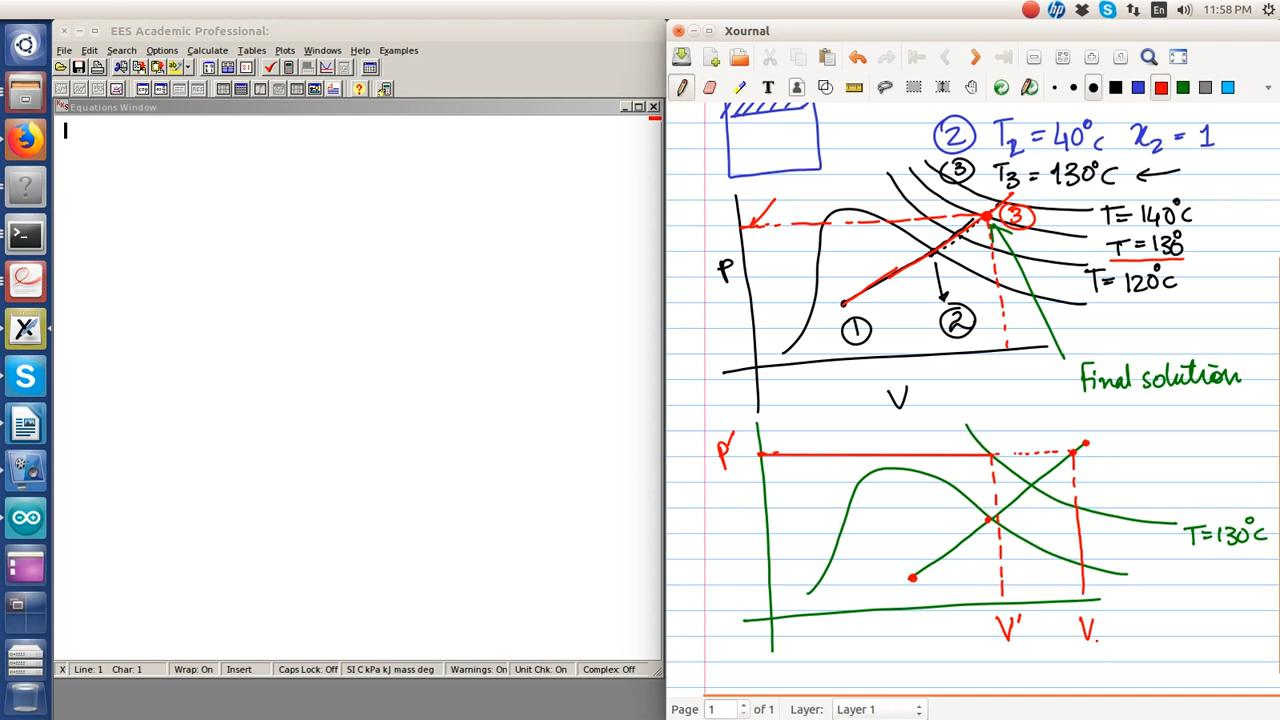 En
11:58 PM
EES Academic Professional:
File Edit Search Options Calculate Tables Plots Windows Help Examples
Equations Window
X Line: 1 Char: 1 Wrap: On Insert Caps Lock: Off SI C kPa kJ mass deg Warnings: On Unit Chk: On Complex: Off
Xournal
② T₂ = 40°C x₂ = 1
③ T₃ = 130°C ←
③
T = 140°C
T = 130°
T = 120°C
P
①
②
Final solution
V
P'
T = 130°C
V' V.
Page 1 of 1 Layer: Layer 1